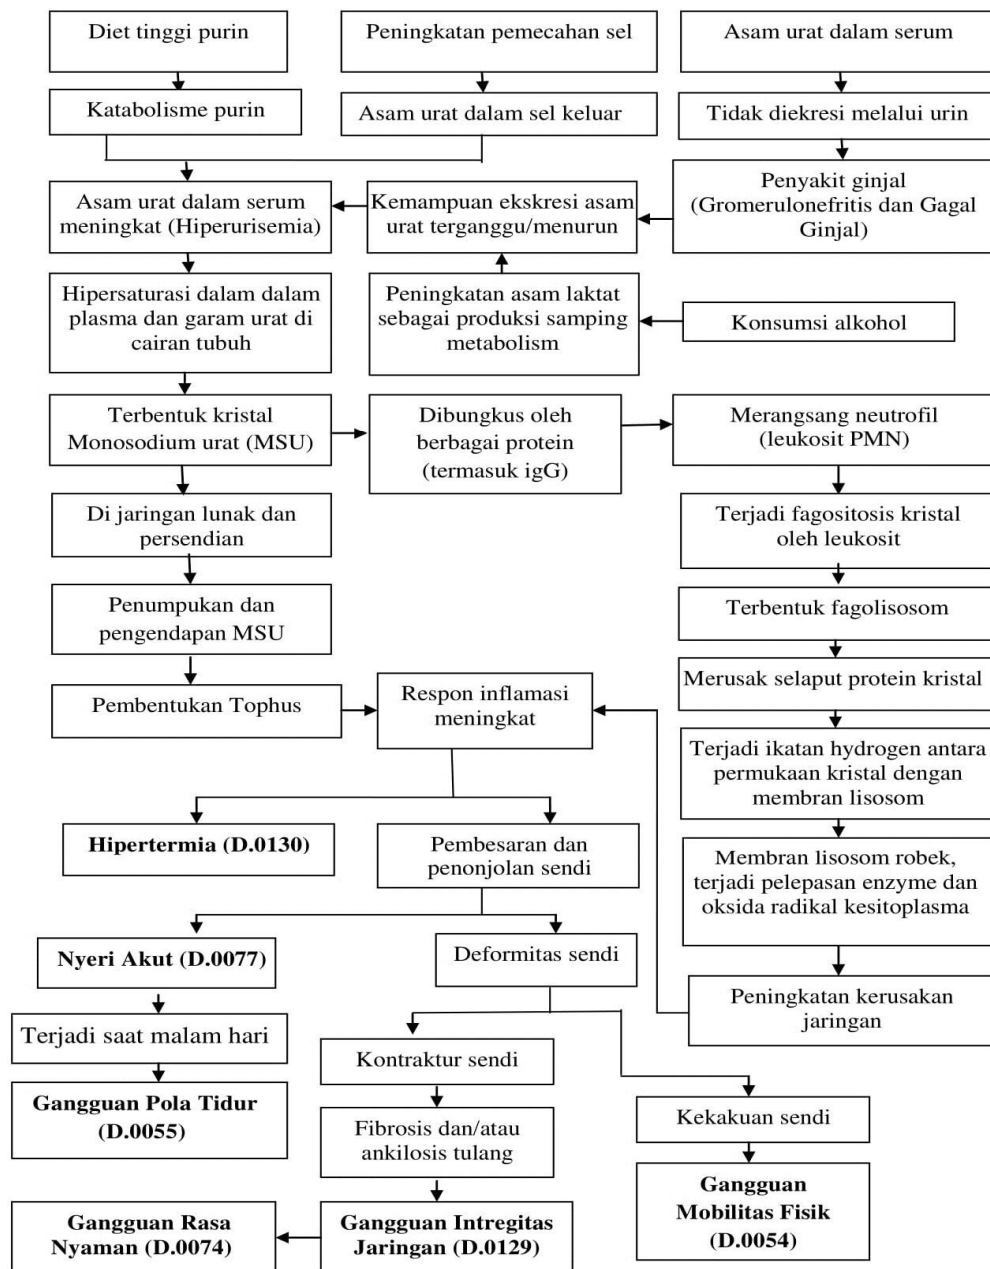 Diet tinggi purin
Peningkatan pemecahan sel
Asam urat dalam serum
Katabolisme purin
Asam urat dalam sel keluar
Tidak diekresi melalui urin
Asam urat dalam serum
meningkat (Hiperurisemia)
Kemampuan ekskresi asam
urat terganggu/menurun
Penyakit ginjal
(Gromerulonefritis dan Gagal
Ginjal)
Hipersaturasi dalam dalam
plasma dan garam urat di
cairan tubuh
Peningkatan asam laktat
sebagai produksi samping
metabolism
Konsumsi alkohol
Terbentuk kristal
Monosodium urat (MSU)
Dibungkus oleh
berbagai protein
(termasuk igG)
Merangsang neutrofil
(leukosit PMN)
Di jaringan lunak dan
persendian
Terjadi fagositosis kristal
oleh leukosit
Penumpukan dan
pengendapan MSU
Terbentuk fagolisosom
Pembentukan Tophus
Respon inflamasi
meningkat
Merusak selaput protein kristal
Terjadi ikatan hydrogen antara
permukaan kristal dengan
membran lisosom
Hipertermia (D.0130)
Pembesaran dan
penonjolan sendi
Membran lisosom robek,
terjadi pelepasan enzyme dan
oksida radikal kesitoplasma
Nyeri Akut (D.0077)
Deformitas sendi
Peningkatan kerusakan
jaringan
Terjadi saat malam hari
Kontraktur sendi
Gangguan Pola Tidur
(D.0055)
Fibrosis dan/atau
ankilosis tulang
Kekakuan sendi
Gangguan Rasa
Nyaman (D.0074)
Gangguan Intregitas
Jaringan (D.0129)
Gangguan
Mobilitas Fisik
(D.0054)